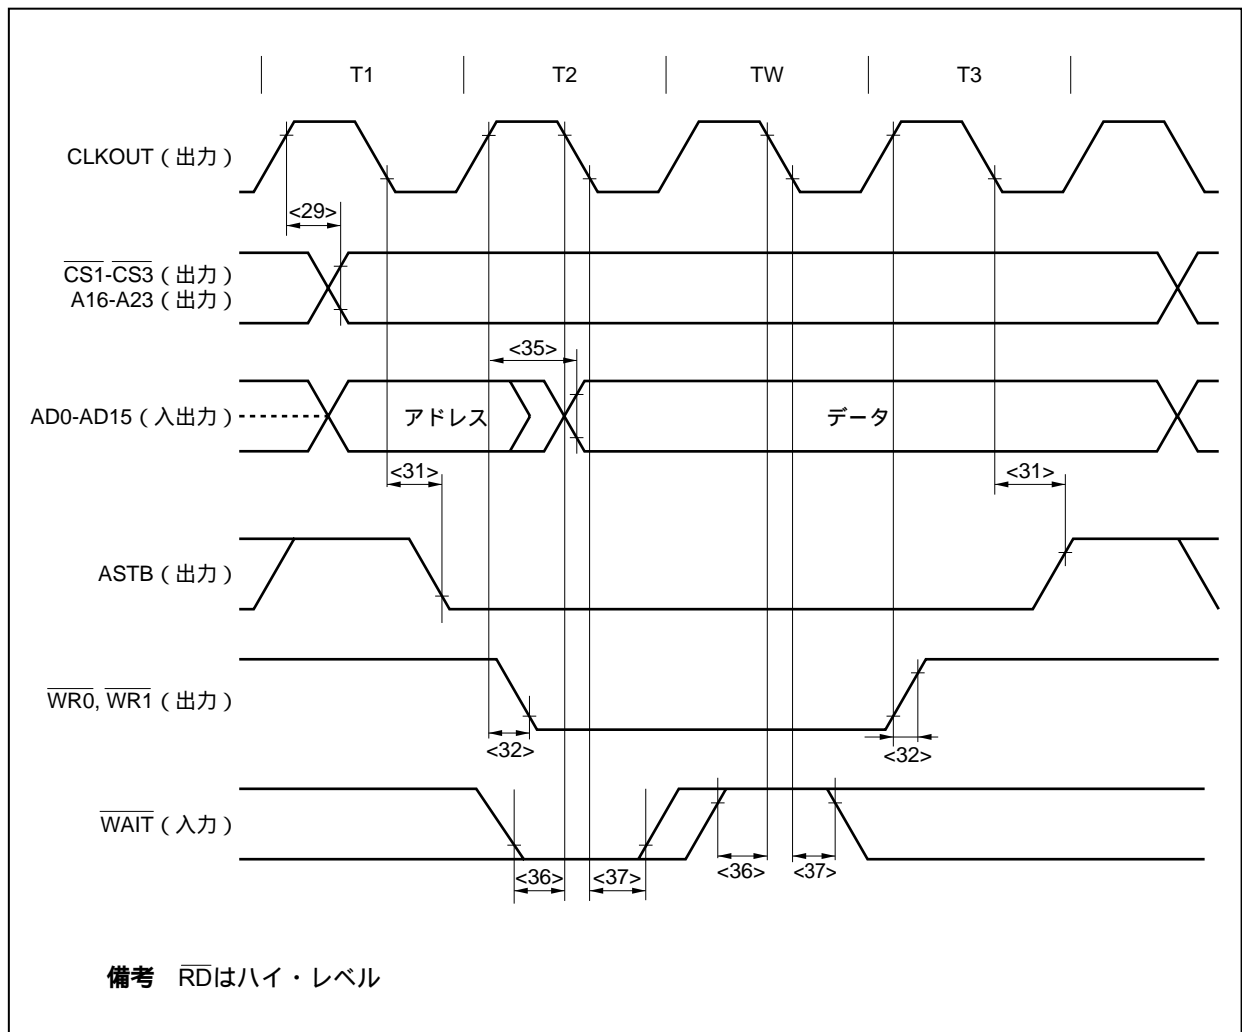 T1 T2 TW T3
CLKOUT（出力）
<29>
CS1-CS3（出力）
A16-A23（出力）
<35>
AD0-AD15（入出力） アドレス データ
<31> <31>
ASTB（出力）
WR0, WR1（出力）
<32> <32>
WAIT（入力）
<36> <37> <36> <37>
備考 RDはハイ・レベル